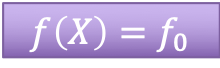 f(X) = f₀